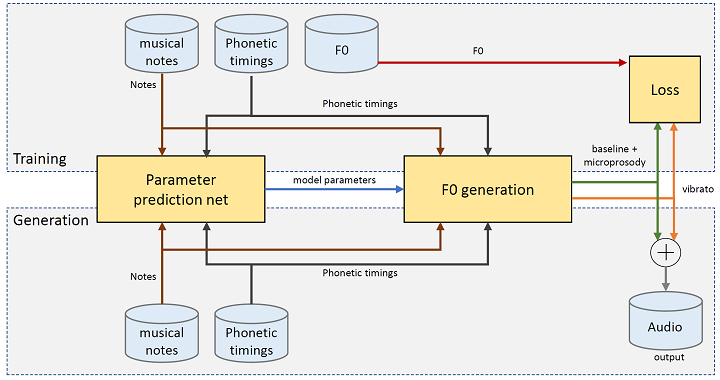 musical
notes
Phonetic
timings
F0
F0
Notes
Loss
Phonetic timings
baseline +
microprosody
Training
Parameter
prediction net
model parameters
F0 generation
vibrato
Generation
Phonetic timings
Notes
+
musical
notes
Phonetic
timings
Audio
output